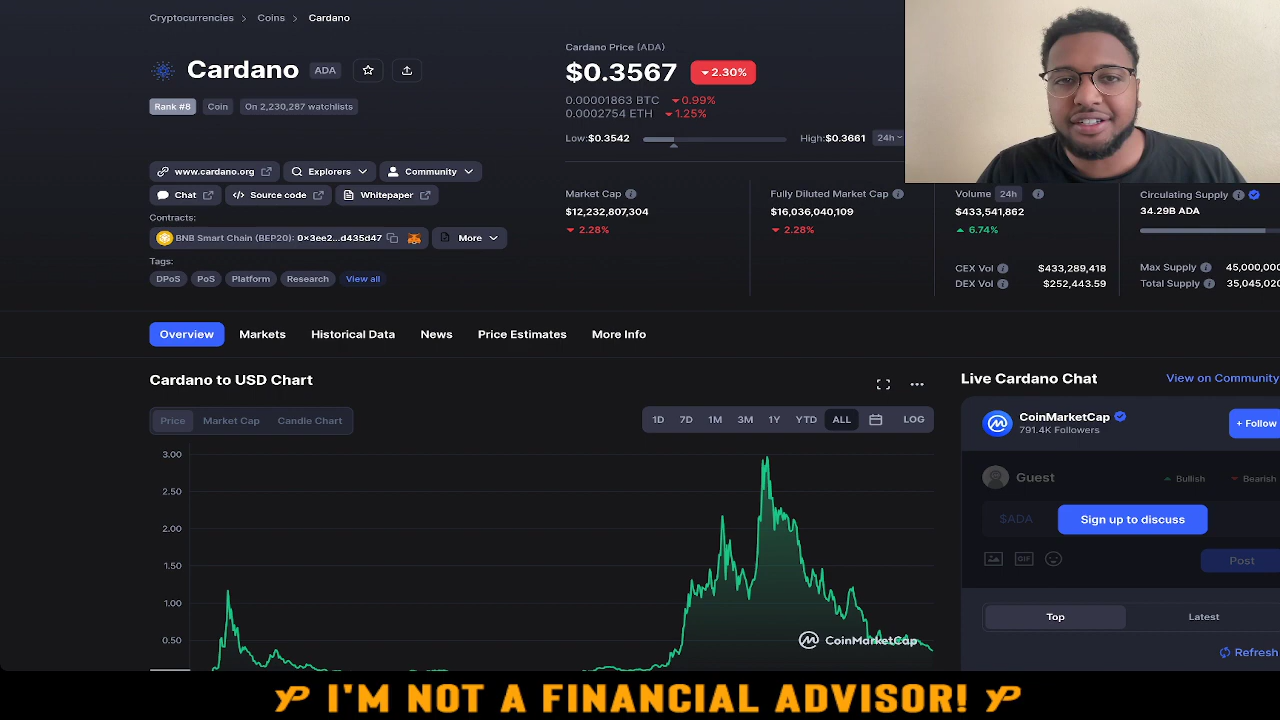 Cryptocurrencies > Coins > Cardano
Cardano ADA
Rank #8 Coin On 2,230,287 watchlists
www.cardano.org Explorers Community
Chat Source code Whitepaper
Contracts:
BNB Smart Chain (BEP20): 0x3ee2...d435d47 More
Tags:
DPoS PoS Platform Research View all
Cardano Price (ADA)
$0.3567 2.30%
0.00001863 BTC 0.99%
0.0002754 ETH 1.25%
Low: $0.3542 High: $0.3661 24h
Market Cap
$12,232,807,304
2.28%
Fully Diluted Market Cap
$16,036,040,109
2.28%
Volume 24h
$433,541,862
6.74%
CEX Vol $433,289,418
DEX Vol $252,443.59
Circulating Supply
34.29B ADA
Max Supply 45,000,000
Total Supply 35,045,020
Overview Markets Historical Data News Price Estimates More Info
Cardano to USD Chart
Price Market Cap Candle Chart
1D 7D 1M 3M 1Y YTD ALL LOG
3.00
2.50
2.00
1.50
1.00
0.50
CoinMarketCap
Live Cardano Chat View on Community
CoinMarketCap
791.4K Followers
+ Follow
Guest Bullish Bearish
$ADA
Sign up to discuss
GIF Post
Top Latest
Refresh
YP I'M NOT A FINANCIAL ADVISOR! YP